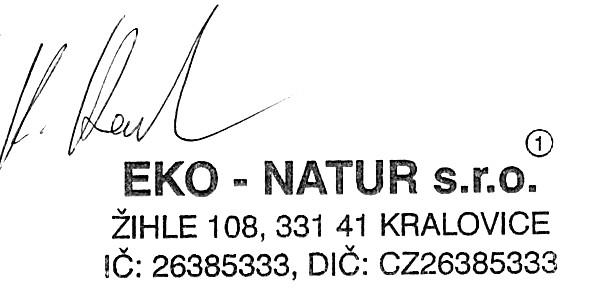 ①
EKO - NATUR s.r.o.
ŽIHLE 108, 331 41 KRALOVICE
IČ: 26385333, DIČ: CZ26385333